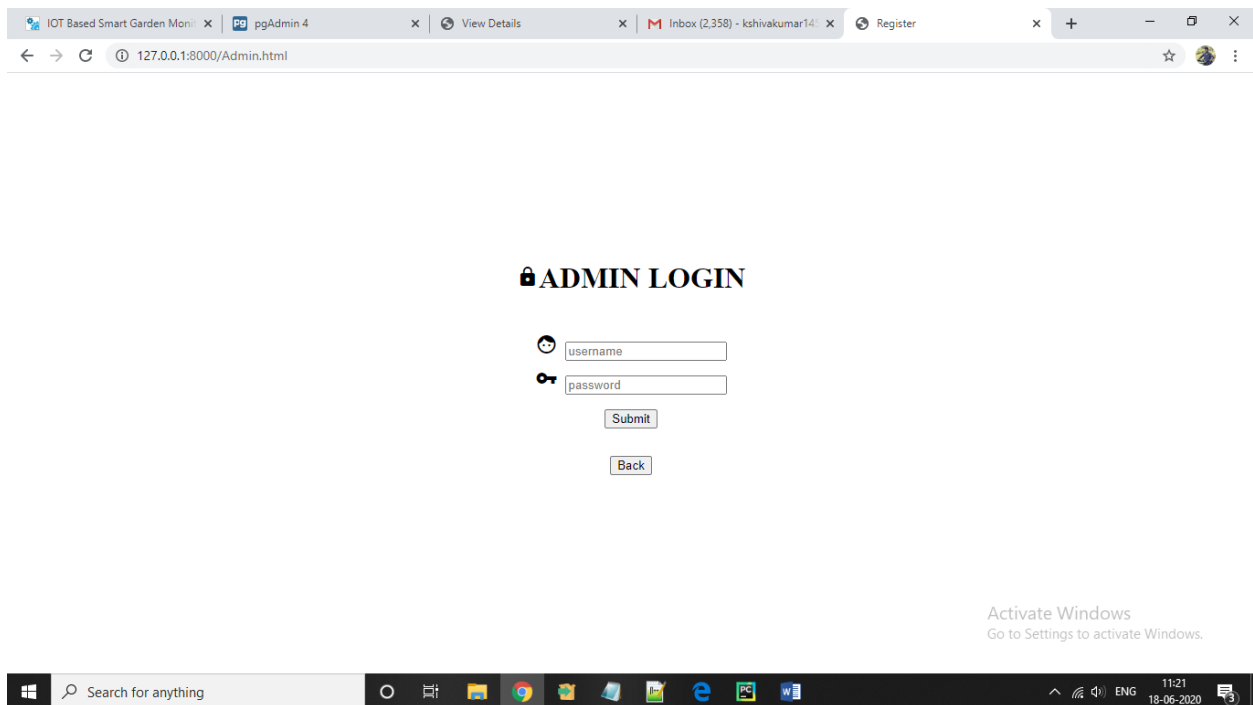 IOT Based Smart Garden Moni
pgAdmin 4
View Details
Inbox (2,358) - kshivakumar14
Register
127.0.0.1:8000/Admin.html
ADMIN LOGIN
username
password
Submit
Back
Activate Windows
Go to Settings to activate Windows.
Search for anything
ENG
11:21
18-06-2020
3